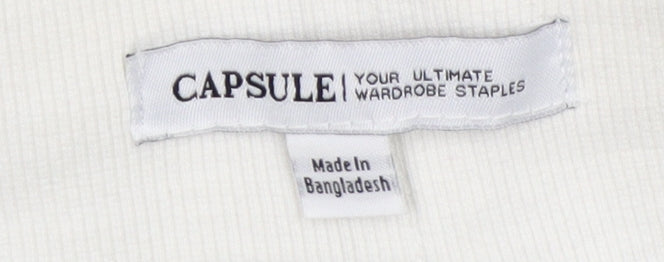 CAPSULE | YOUR ULTIMATE
WARDROBE STAPLES
Made In
Bangladesh